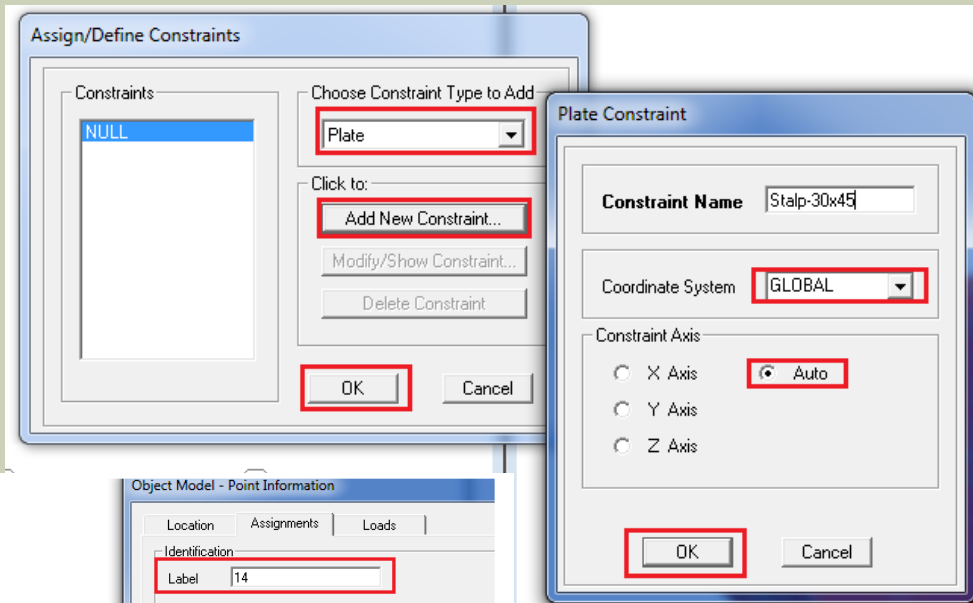 Assign/Define Constraints
Constraints
NULL
Choose Constraint Type to Add
Plate
Click to:
Add New Constraint...
Modify/Show Constraint...
Delete Constraint
OK
Cancel
Plate Constraint
Constraint Name
Stalp-30x45
Coordinate System
GLOBAL
Constraint Axis
X Axis
Auto
Y Axis
Z Axis
OK
Cancel
Object Model - Point Information
Location
Assignments
Loads
Identification
Label
14